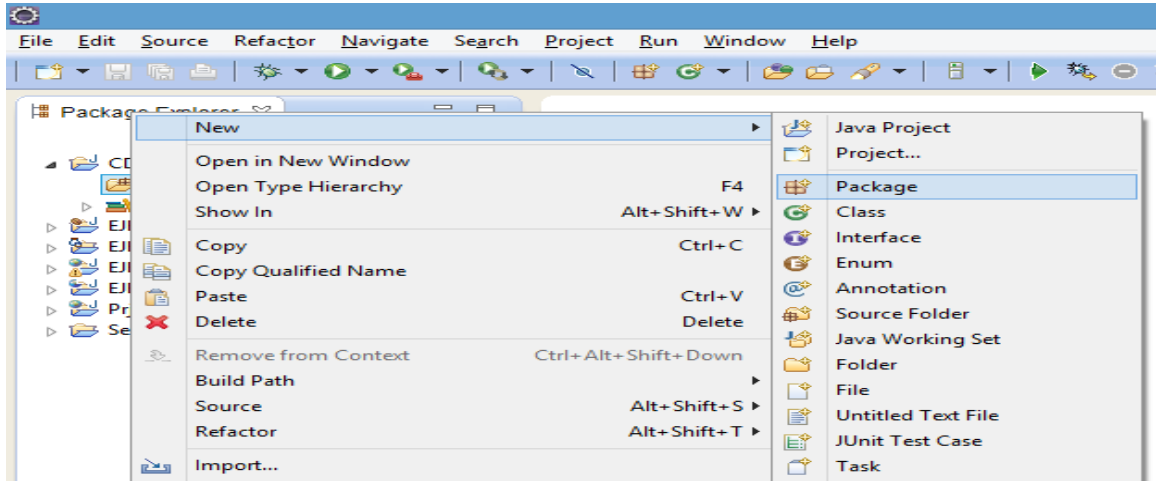 File Edit Source Refactor Navigate Search Project Run Window Help
Package Explorer
New
Open in New Window
Open Type Hierarchy F4
Show In Alt+Shift+W
Copy Ctrl+C
Copy Qualified Name
Paste Ctrl+V
Delete Delete
Remove from Context Ctrl+Alt+Shift+Down
Build Path
Source Alt+Shift+S
Refactor Alt+Shift+T
Import...
Java Project
Project...
Package
Class
Interface
Enum
Annotation
Source Folder
Java Working Set
Folder
File
Untitled Text File
JUnit Test Case
Task